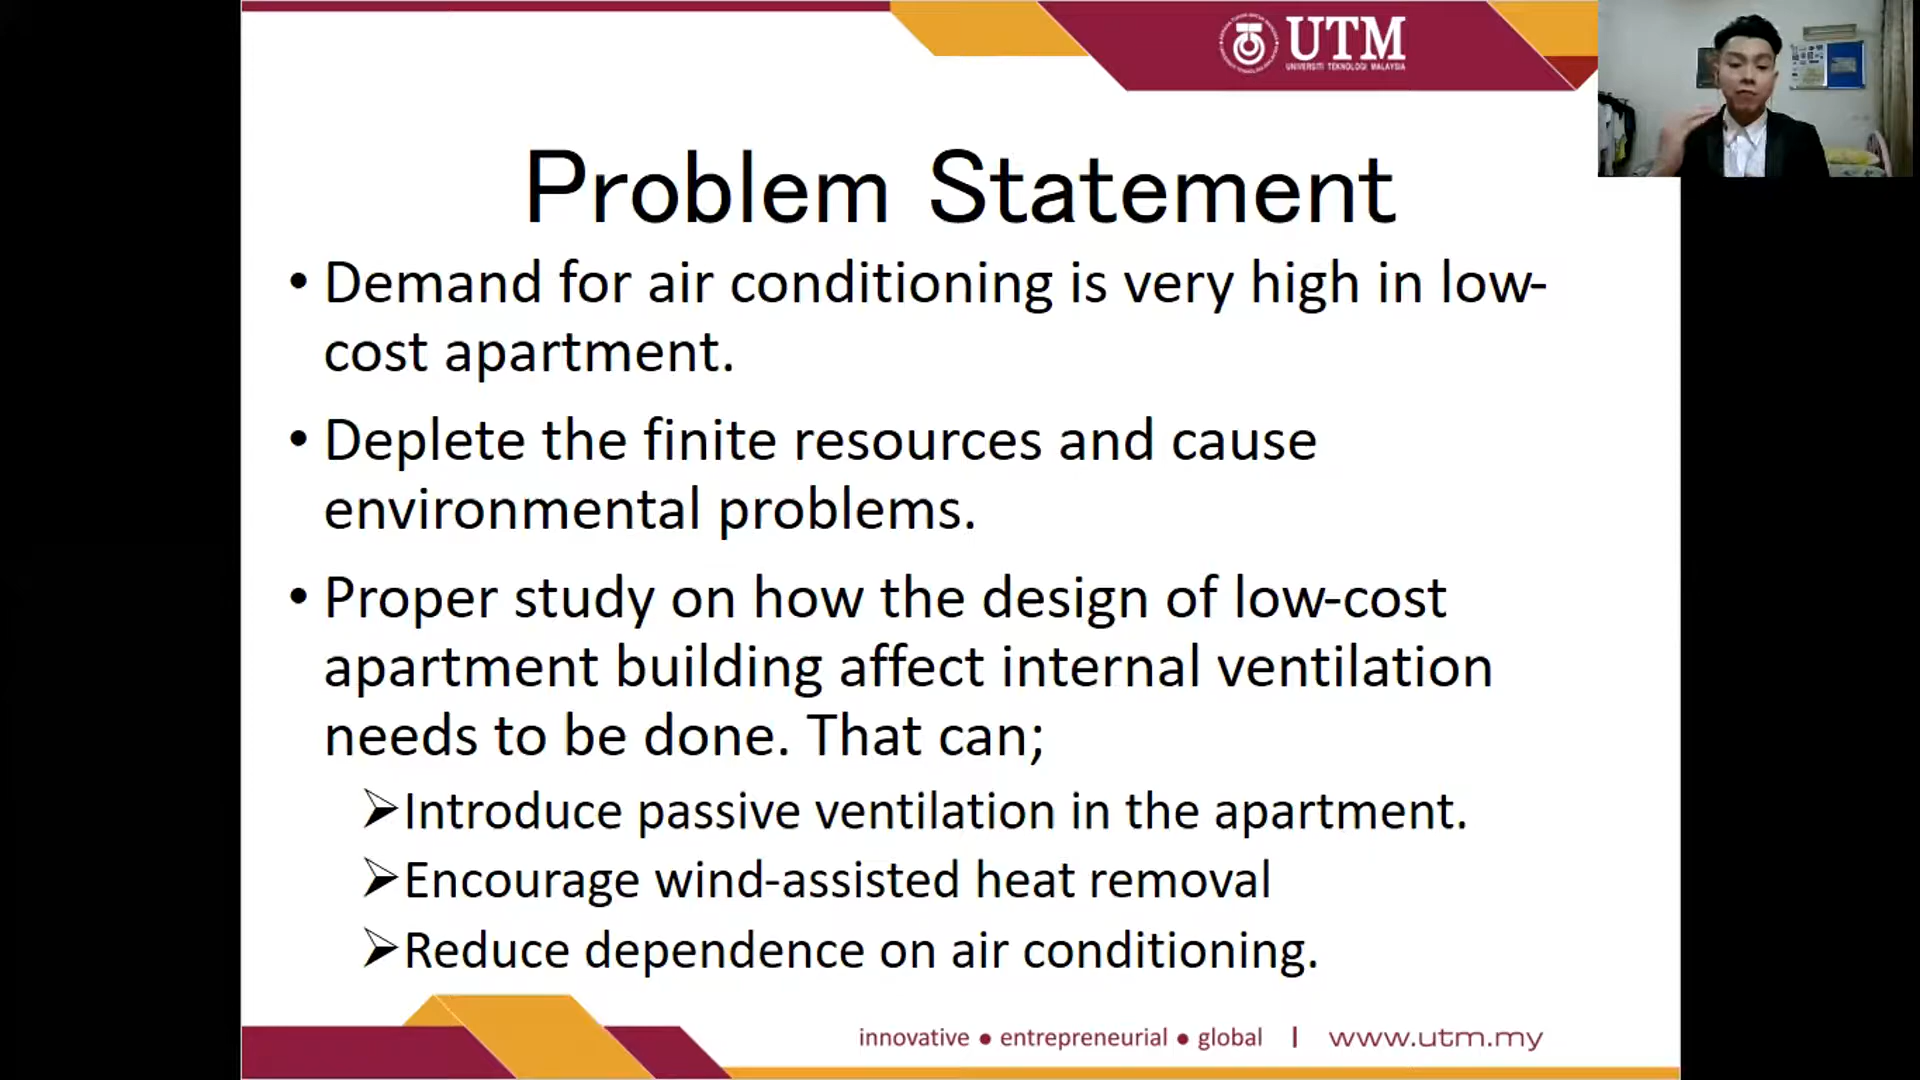 UTM
UNIVERSITI TEKNOLOGI MALAYSIA
Problem Statement
• Demand for air conditioning is very high in low-
cost apartment.
• Deplete the finite resources and cause
environmental problems.
• Proper study on how the design of low-cost
apartment building affect internal ventilation
needs to be done. That can;
➢Introduce passive ventilation in the apartment.
➢Encourage wind-assisted heat removal
➢Reduce dependence on air conditioning.
innovative ● entrepreneurial ● global | www.utm.my